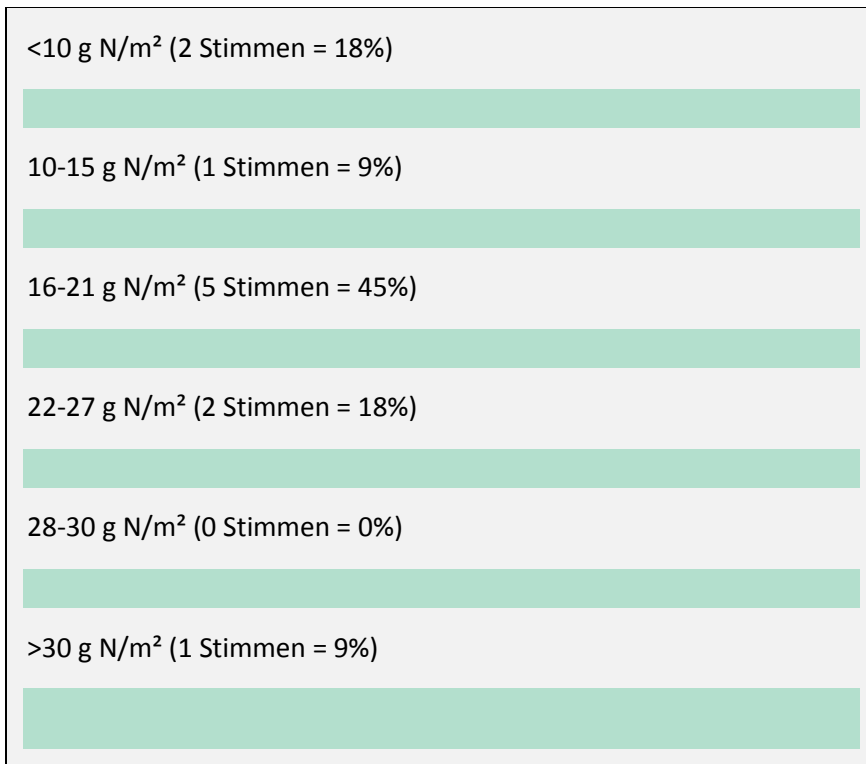 <10 g N/m² (2 Stimmen = 18%)
10-15 g N/m² (1 Stimmen = 9%)
16-21 g N/m² (5 Stimmen = 45%)
22-27 g N/m² (2 Stimmen = 18%)
28-30 g N/m² (0 Stimmen = 0%)
>30 g N/m² (1 Stimmen = 9%)